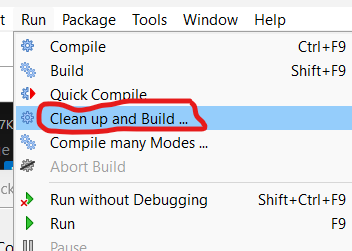 Run Package Tools Window Help
Compile Ctrl+F9
Build Shift+F9
Quick Compile
Clean up and Build ...
Compile many Modes ...
Abort Build
Run without Debugging Shift+Ctrl+F9
Run F9
Pause